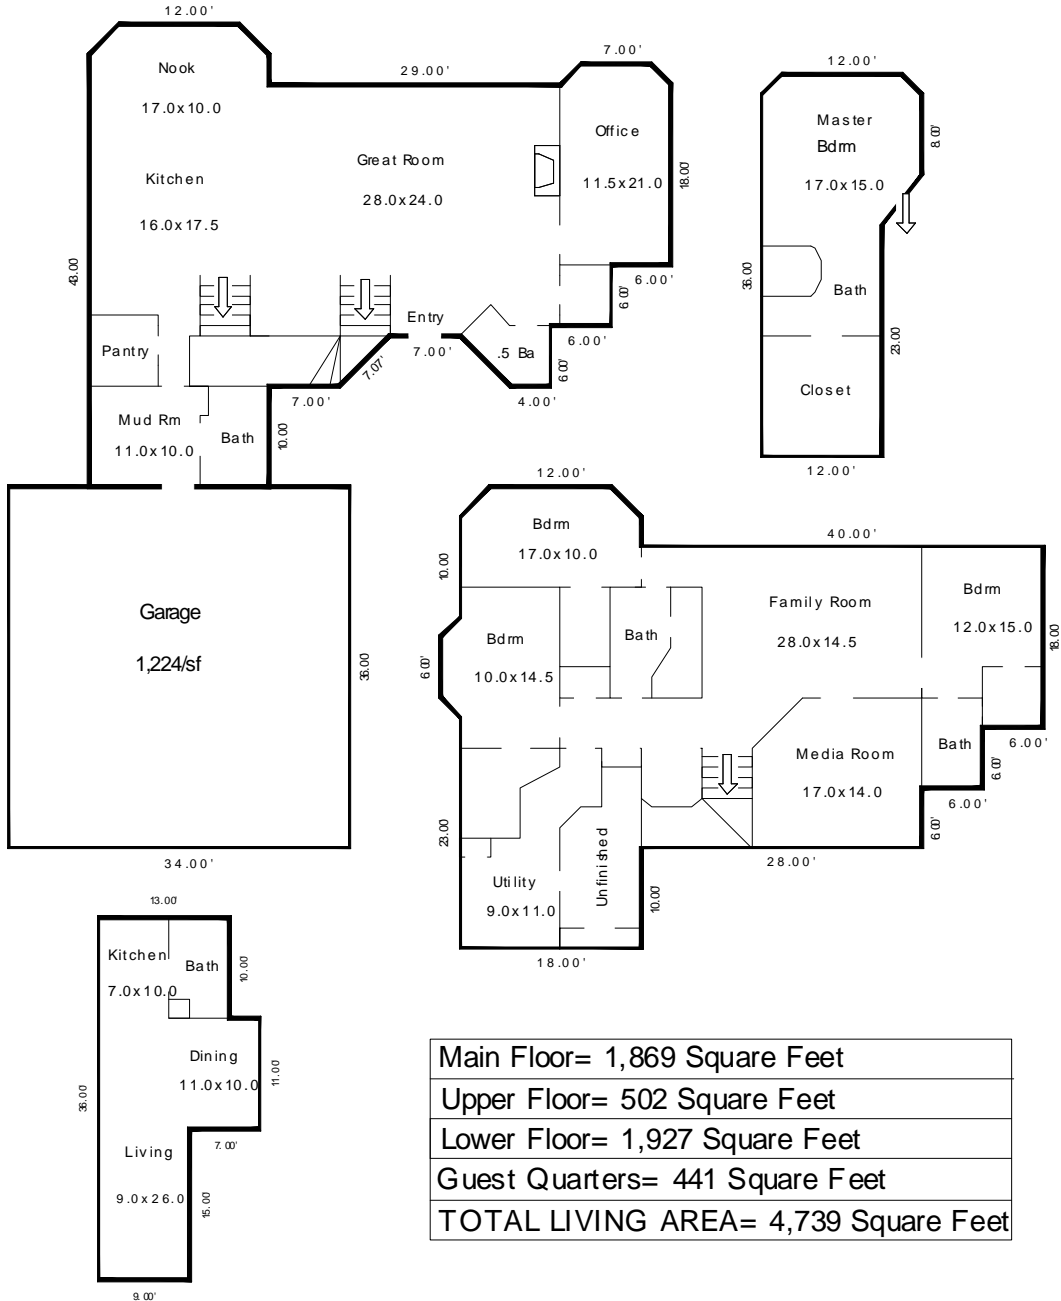 12.00'
Nook
17.0x10.0
29.00'
7.00'
Office
11.5x21.0
18.00'
Great Room
28.0x24.0
Kitchen
16.0x17.5
43.00
6.00'
6.00'
6.00'
6.00'
Entry
7.00'
.5 Ba
4.00'
7.07'
7.00'
Pantry
Mud Rm
11.0x10.0
Bath
10.00
12.00'
Master
Bdrm
17.0x15.0
8.00'
36.00
Bath
23.00
Closet
12.00'
Garage
1,224/sf
36.00
34.00'
12.00'
Bdrm
17.0x10.0
10.00
40.00'
Family Room
28.0x14.5
Bdrm
12.0x15.0
18.00
Bath
Bdrm
10.0x14.5
6.00'
Media Room
17.0x14.0
Bath
6.00'
6.00'
6.00'
6.00'
28.00'
23.00
Utility
9.0x11.0
Unfinished
10.00'
18.00'
13.00'
Kitchen
7.0x10.0
Bath
10.00
Dining
11.0x10.0
11.00
36.00
7.00'
Living
9.0x26.0
15.00
9.00'
Main Floor= 1,869 Square Feet
Upper Floor= 502 Square Feet
Lower Floor= 1,927 Square Feet
Guest Quarters= 441 Square Feet
TOTAL LIVING AREA= 4,739 Square Feet